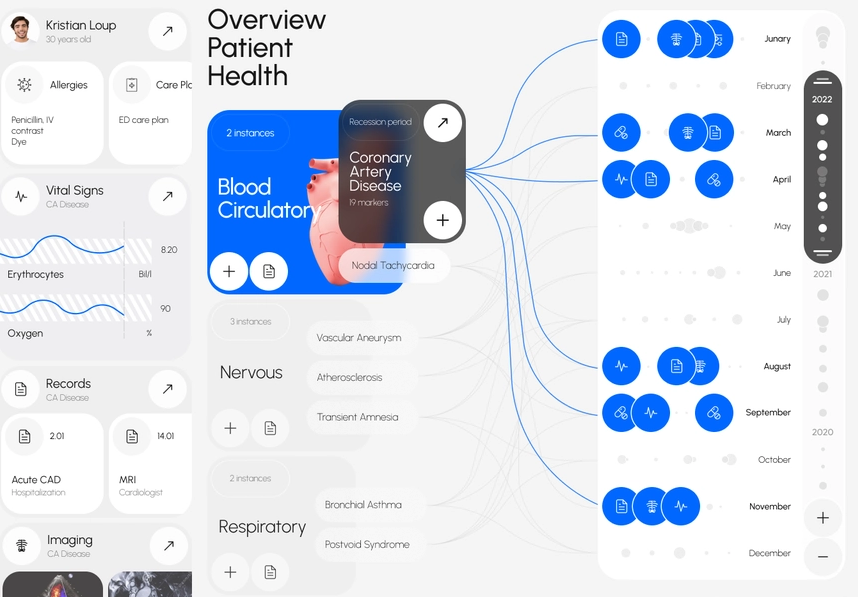 Kristian Loup
30 years old
Allergies
Penicillin, IV
contrast
Dye
Care Plc
ED care plan
Vital Signs
CA Disease
8.20
Erythrocytes
Bil/l
90
Oxygen
%
Records
CA Disease
2.01
Acute CAD
Hospitalization
14.01
MRI
Cardiologist
Imaging
CA Disease
Overview
Patient
Health
2 instances
Blood
Circulatory
Recession period
Coronary
Artery
Disease
19 markers
Nodal Tachycardia
3 instances
Nervous
Vascular Aneurysm
Atherosclerosis
Transient Amnesia
2 instances
Respiratory
Bronchial Asthma
Postvoid Syndrome
Junary
February
March
April
May
June
July
August
September
October
November
December
2022
2021
2020